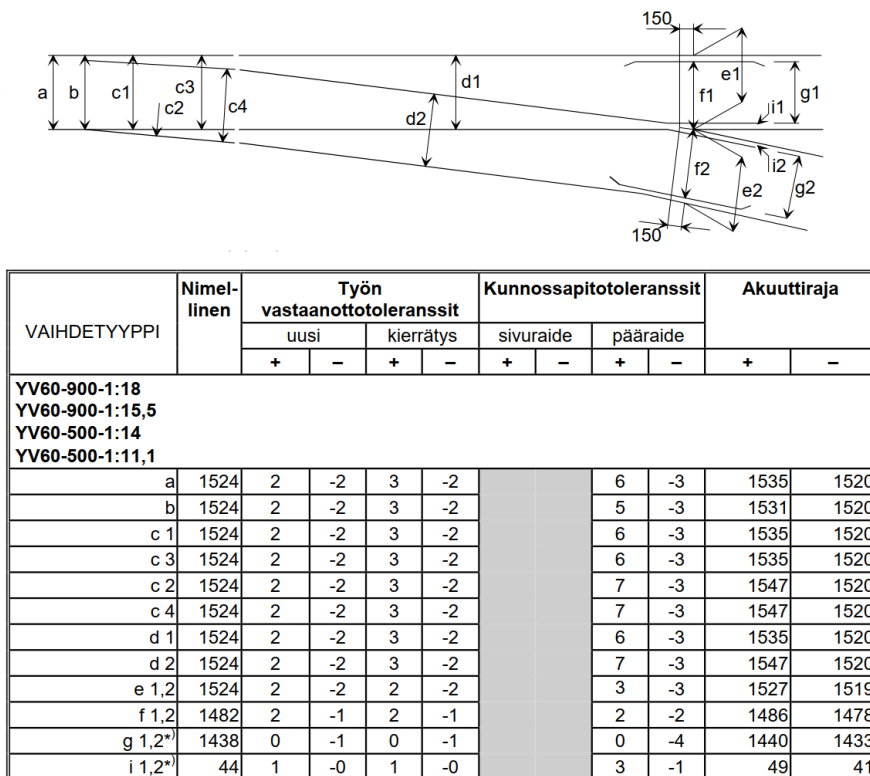 150
a b c1 c3 c2 c4 d1 d2 f1 e1 g1 i1
f2 e2 i2 g2
150
VAIHDETYYPPI Nimel-linen Työn vastaanottotoleranssit Kunnossapitotoleranssit Akuuttiraja
uusi kierrätys sivuraide pääraide
+ – + – + – + – + –
YV60-900-1:18
YV60-900-1:15,5
YV60-500-1:14
YV60-500-1:11,1
a 1524 2 -2 3 -2 6 -3 1535 1520
b 1524 2 -2 3 -2 5 -3 1531 1520
c 1 1524 2 -2 3 -2 6 -3 1535 1520
c 3 1524 2 -2 3 -2 6 -3 1535 1520
c 2 1524 2 -2 3 -2 7 -3 1547 1520
c 4 1524 2 -2 3 -2 7 -3 1547 1520
d 1 1524 2 -2 3 -2 6 -3 1535 1520
d 2 1524 2 -2 3 -2 7 -3 1547 1520
e 1,2 1524 2 -2 2 -2 3 -3 1527 1519
f 1,2 1482 2 -1 2 -1 2 -2 1486 1478
g 1,2*) 1438 0 -1 0 -1 0 -4 1440 1433
i 1,2*) 44 1 -0 1 -0 3 -1 49 41